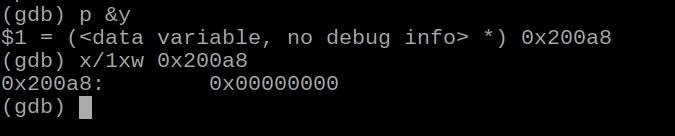 (gdb) p &y
$1 = (<data variable, no debug info> *) 0x200a8
(gdb) x/1xw 0x200a8
0x200a8:	0x00000000
(gdb)